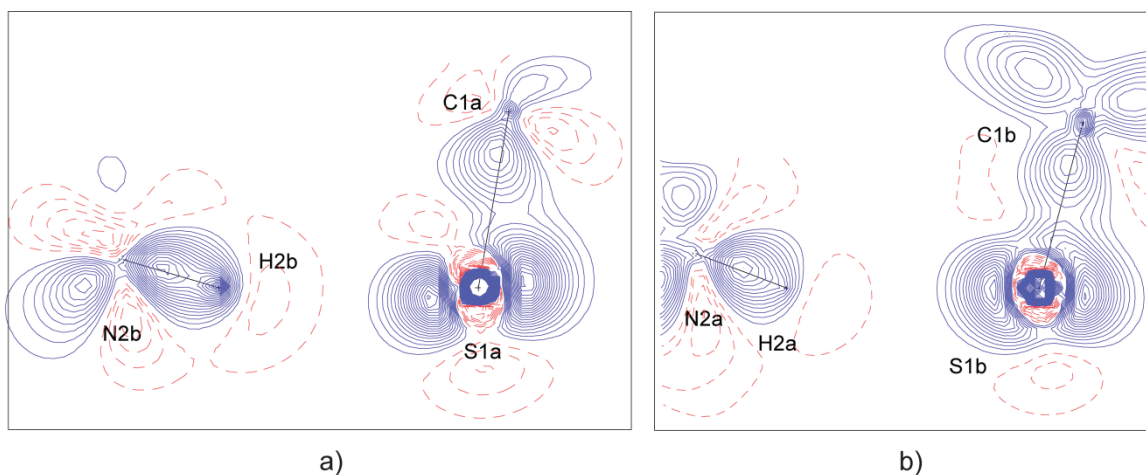 C1a
H2b
N2b
S1a
a)
C1b
N2a
H2a
S1b
b)